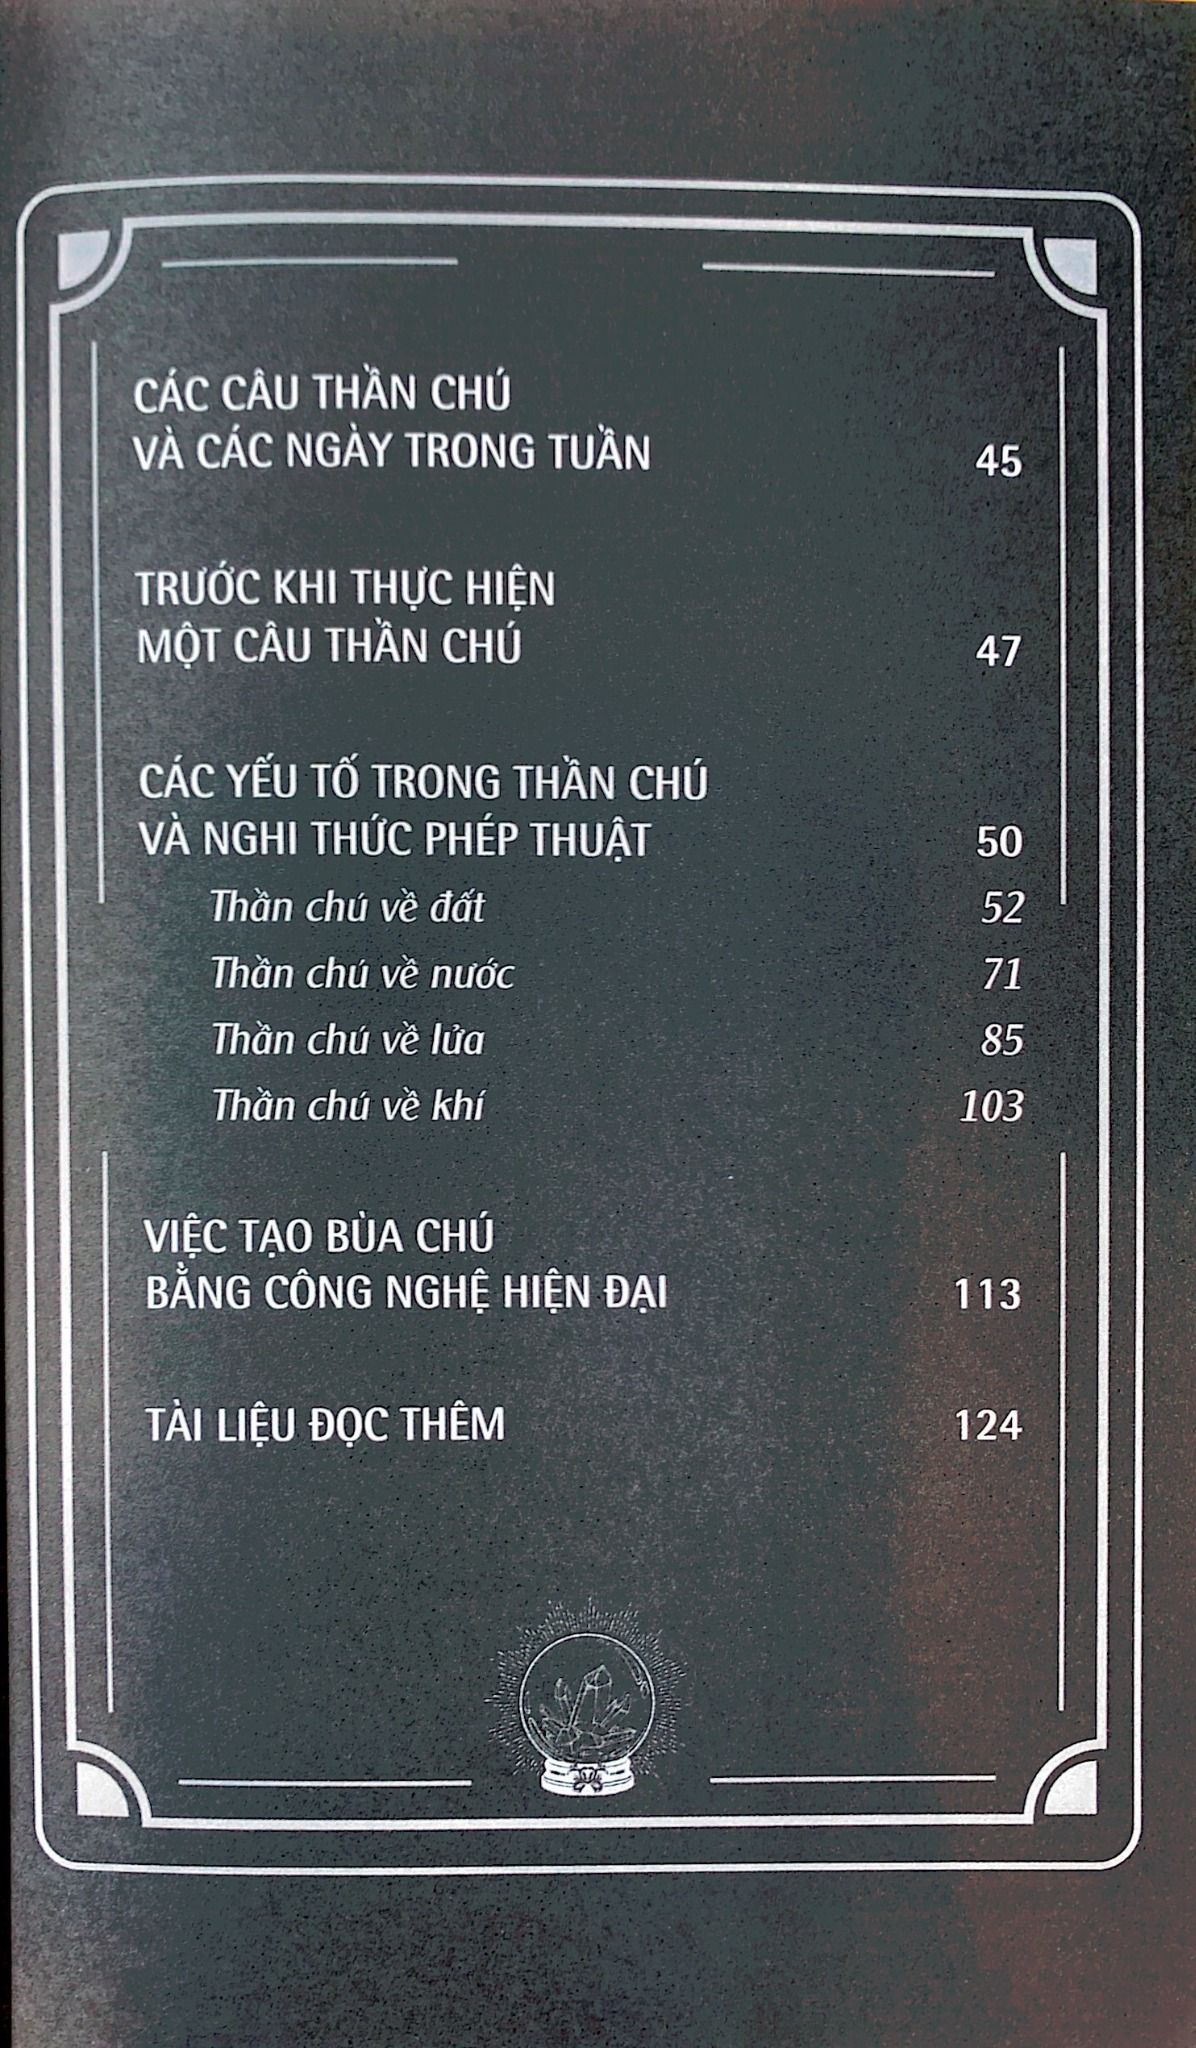 CÁC CÂU THẦN CHÚ
VÀ CÁC NGÀY TRONG TUẦN 45
TRƯỚC KHI THỰC HIỆN
MỘT CÂU THẦN CHÚ 47
CÁC YẾU TỐ TRONG THẦN CHÚ
VÀ NGHI THỨC PHÉP THUẬT 50
Thần chú về đất 52
Thần chú về nước 71
Thần chú về lửa 85
Thần chú về khí 103
VIỆC TẠO BÙA CHÚ
BẰNG CÔNG NGHỆ HIỆN ĐẠI 113
TÀI LIỆU ĐỌC THÊM 124